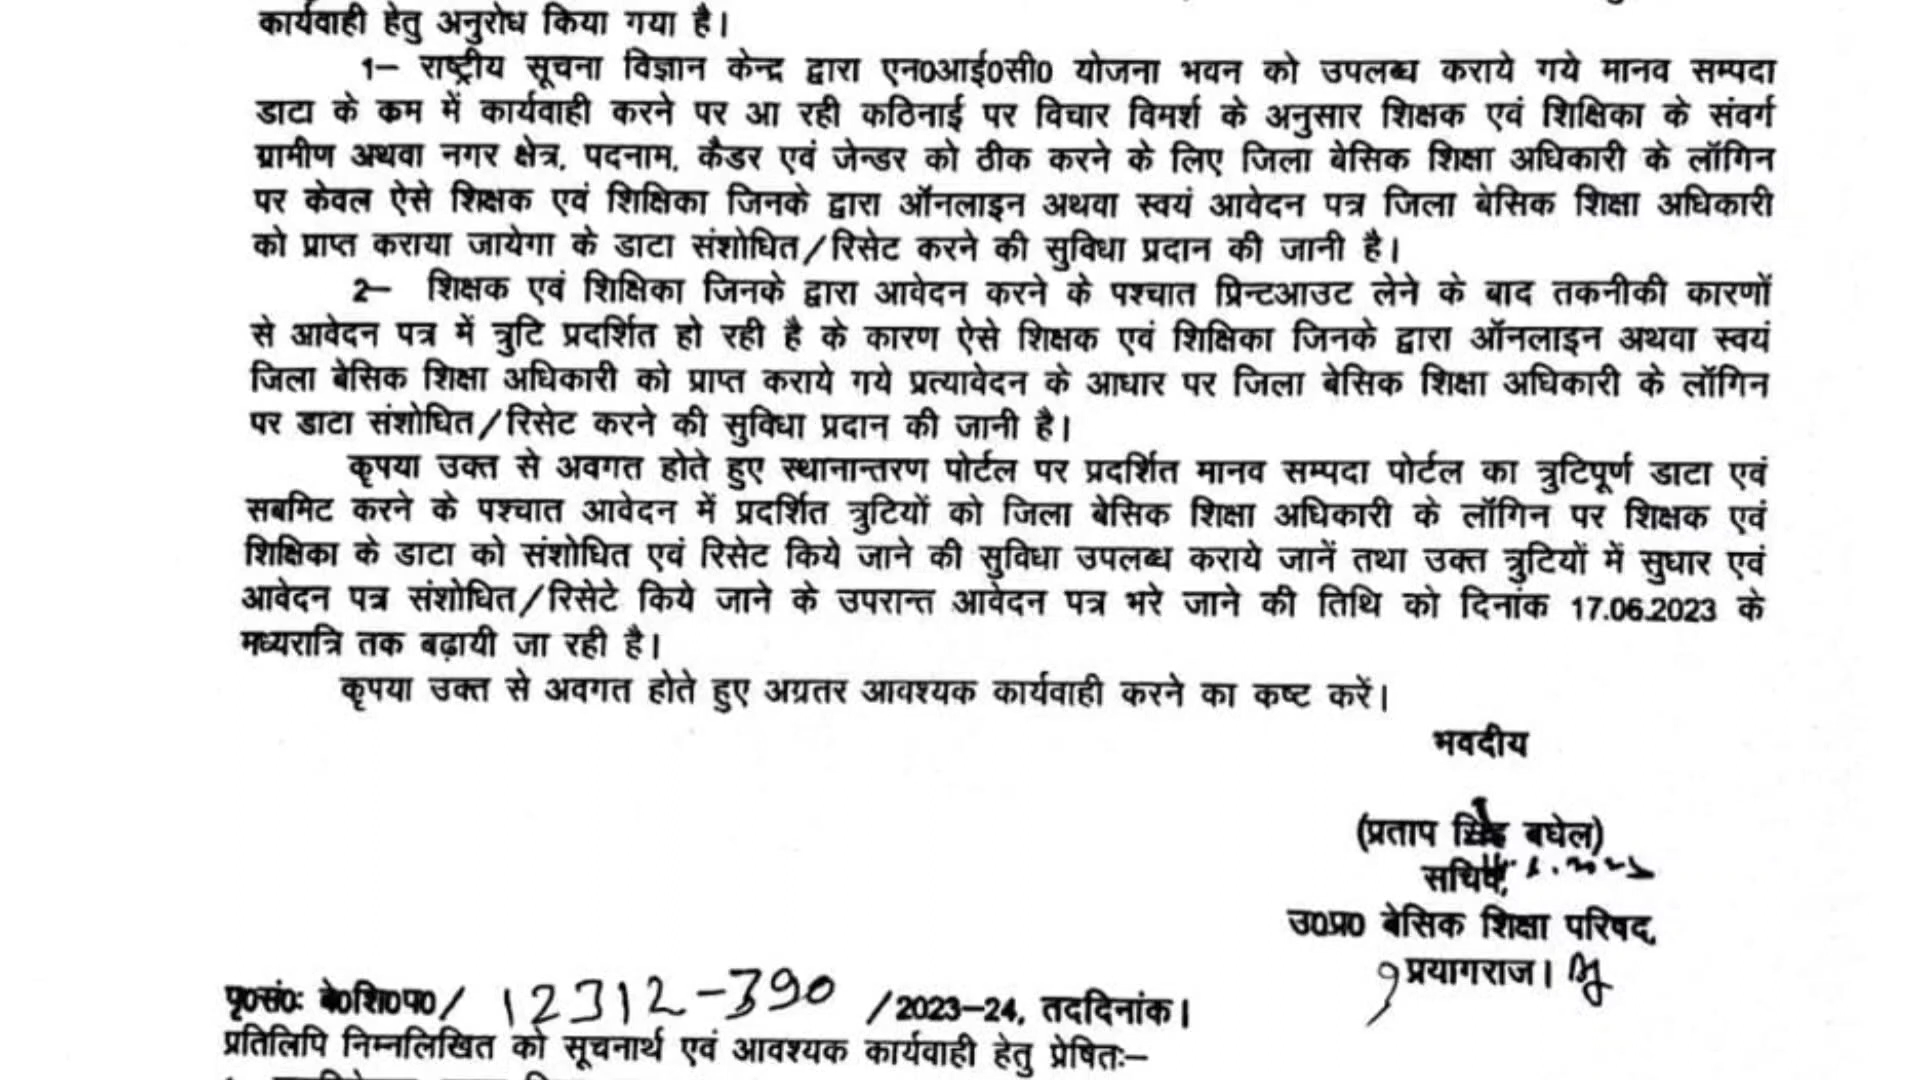 कार्यवाही हेतु अनुरोध किया गया है।
1– राष्ट्रीय सूचना विज्ञान केन्द्र द्वारा एन0आई0सी0 योजना भवन को उपलब्ध कराये गये मानव सम्पदा
डाटा के कम में कार्यवाही करने पर आ रही कठिनाई पर विचार विमर्श के अनुसार शिक्षक एवं शिक्षिका के संवर्ग
ग्रामीण अथवा नगर क्षेत्र, पदनाम, कैडर एवं जेन्डर को ठीक करने के लिए जिला बेसिक शिक्षा अधिकारी के लॉगिन
पर केवल ऐसे शिक्षक एवं शिक्षिका जिनके द्वारा ऑनलाइन अथवा स्वयं आवेदन पत्र जिला बेसिक शिक्षा अधिकारी
को प्राप्त कराया जायेगा के डाटा संशोधित/रिसेट करने की सुविधा प्रदान की जानी है।
2– शिक्षक एवं शिक्षिका जिनके द्वारा आवेदन करने के पश्चात प्रिन्टआउट लेने के बाद तकनीकी कारणों
से आवेदन पत्र में त्रुटि प्रदर्शित हो रही है के कारण ऐसे शिक्षक एवं शिक्षिका जिनके द्वारा ऑनलाइन अथवा स्वयं
जिला बेसिक शिक्षा अधिकारी को प्राप्त कराये गये प्रत्यावेदन के आधार पर जिला बेसिक शिक्षा अधिकारी के लॉगिन
पर डाटा संशोधित/रिसेट करने की सुविधा प्रदान की जानी है।
कृपया उक्त से अवगत होते हुए स्थानान्तरण पोर्टल पर प्रदर्शित मानव सम्पदा पोर्टल का त्रुटिपूर्ण डाटा एवं
सबमिट करने के पश्चात आवेदन में प्रदर्शित त्रुटियों को जिला बेसिक शिक्षा अधिकारी के लॉगिन पर शिक्षक एवं
शिक्षिका के डाटा को संशोधित एवं रिसेट किये जाने की सुविधा उपलब्ध कराये जानें तथा उक्त त्रुटियों में सुधार एवं
आवेदन पत्र संशोधित/रिसेटे किये जाने के उपरान्त आवेदन पत्र भरे जाने की तिथि को दिनांक 17.06.2023 के
मध्यरात्रि तक बढ़ायी जा रही है।
कृपया उक्त से अवगत होते हुए अग्रतर आवश्यक कार्यवाही करने का कष्ट करें।
भवदीय
(प्रताप सिंह बघेल)
सचिव,
उ0प्र0 बेसिक शिक्षा परिषद,
प्रयागराज।
पृ0सं0: बे0शि0प0/ 12312-390 /2023–24, तददिनांक।
प्रतिलिपि निम्नलिखित को सूचनार्थ एवं आवश्यक कार्यवाही हेतु प्रेषितः–